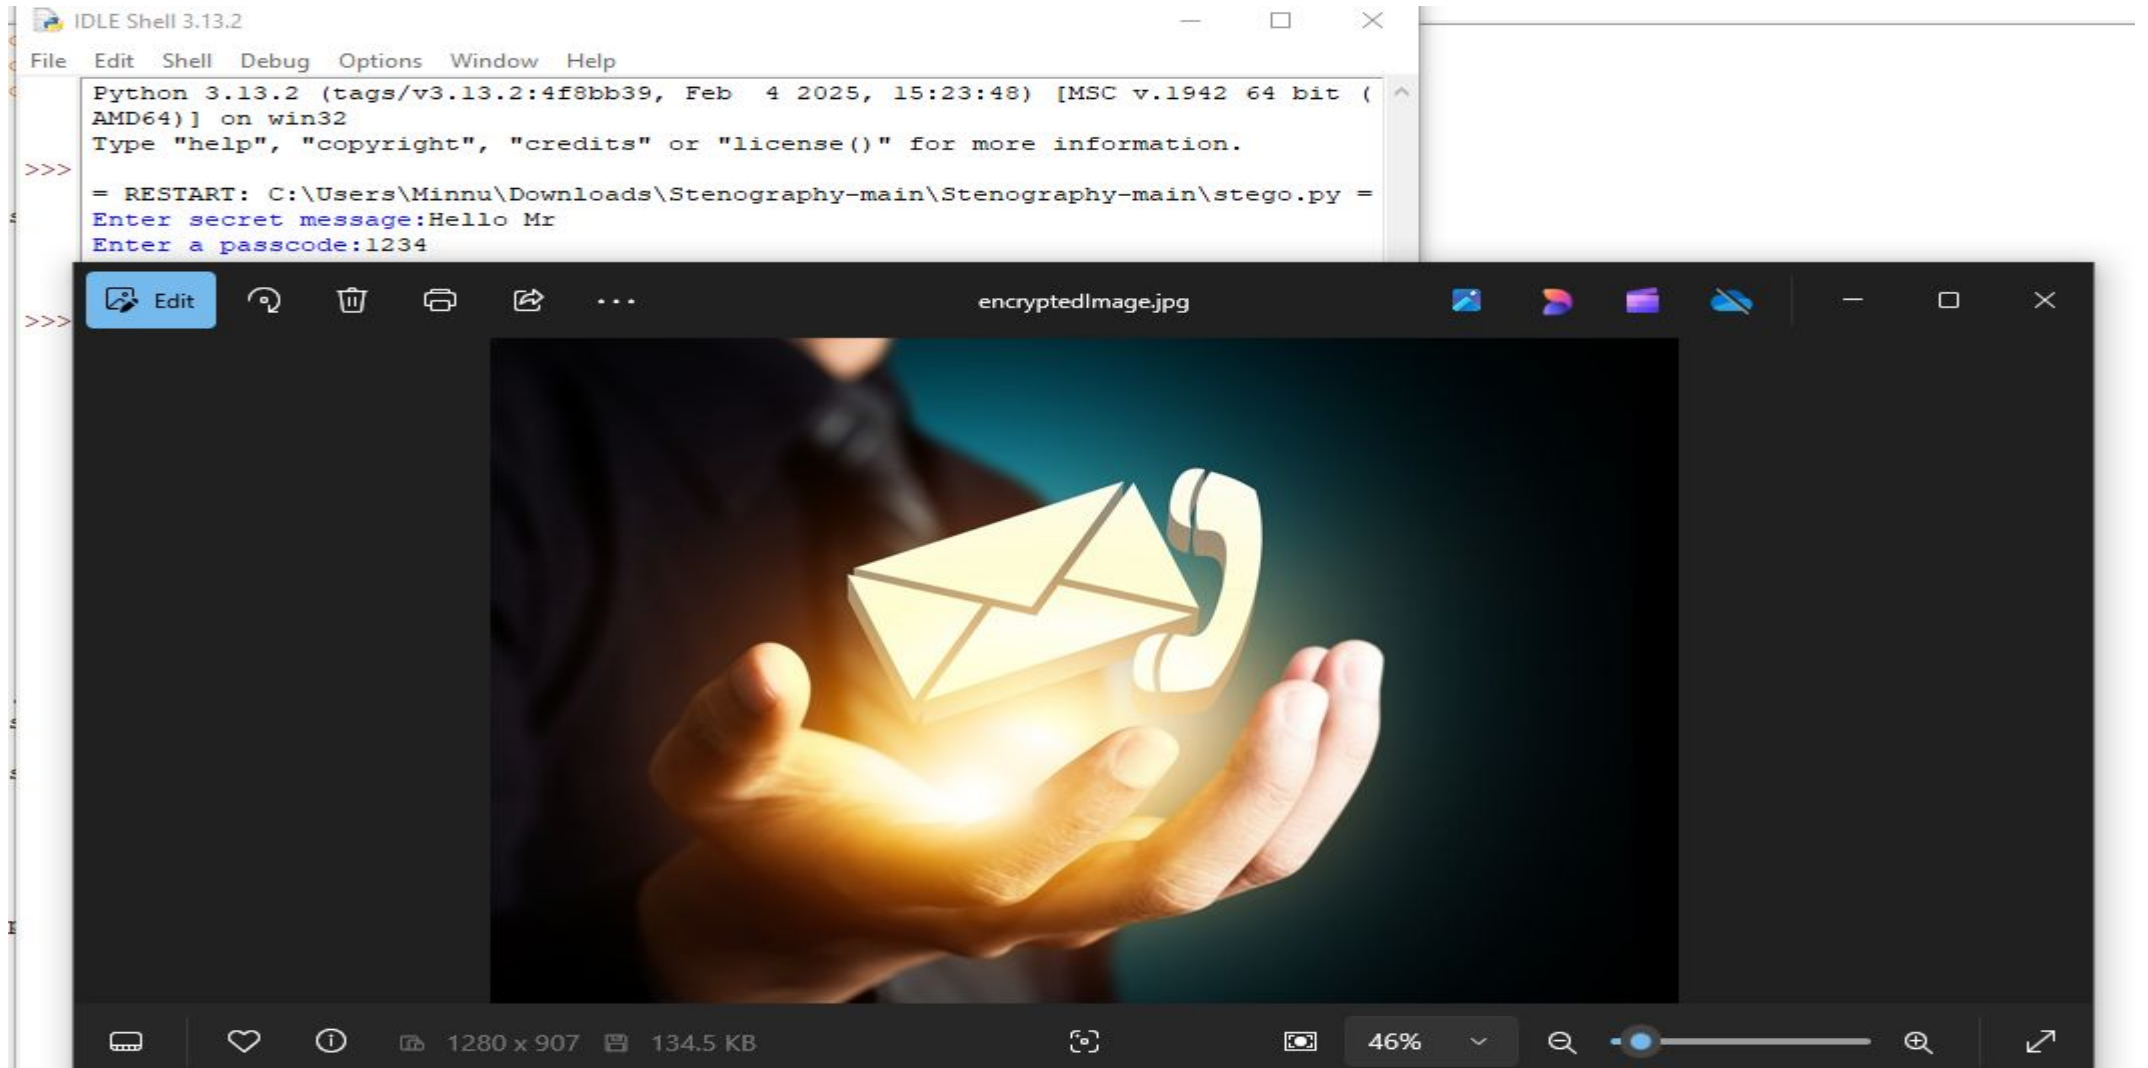 IDLE Shell 3.13.2
File Edit Shell Debug Options Window Help
Python 3.13.2 (tags/v3.13.2:4f8bb39, Feb  4 2025, 15:23:48) [MSC v.1942 64 bit (
AMD64)] on win32
Type "help", "copyright", "credits" or "license()" for more information.
>>>
= RESTART: C:\Users\Minnu\Downloads\Stenography-main\Stenography-main\stego.py =
Enter secret message:Hello Mr
Enter a passcode:1234
Edit
encryptedImage.jpg
>>>
1280 x 907
134.5 KB
46%